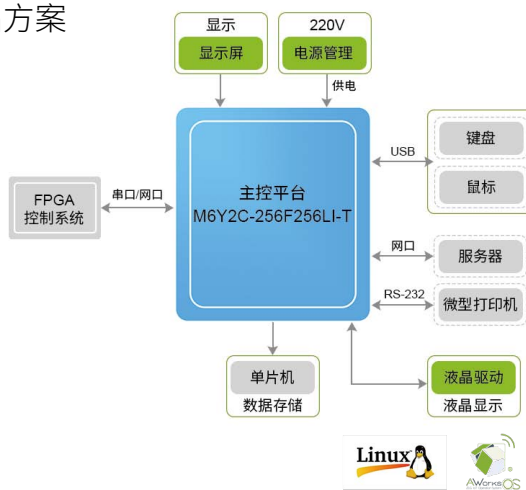 方案
显示
显示屏
220V
电源管理
供电
FPGA
控制系统
串口/网口
主控平台
M6Y2C-256F256LI-T
USB
键盘
鼠标
网口
服务器
RS-232
微型打印机
单片机
数据存储
液晶驱动
液晶显示
Linux
AWorksOS